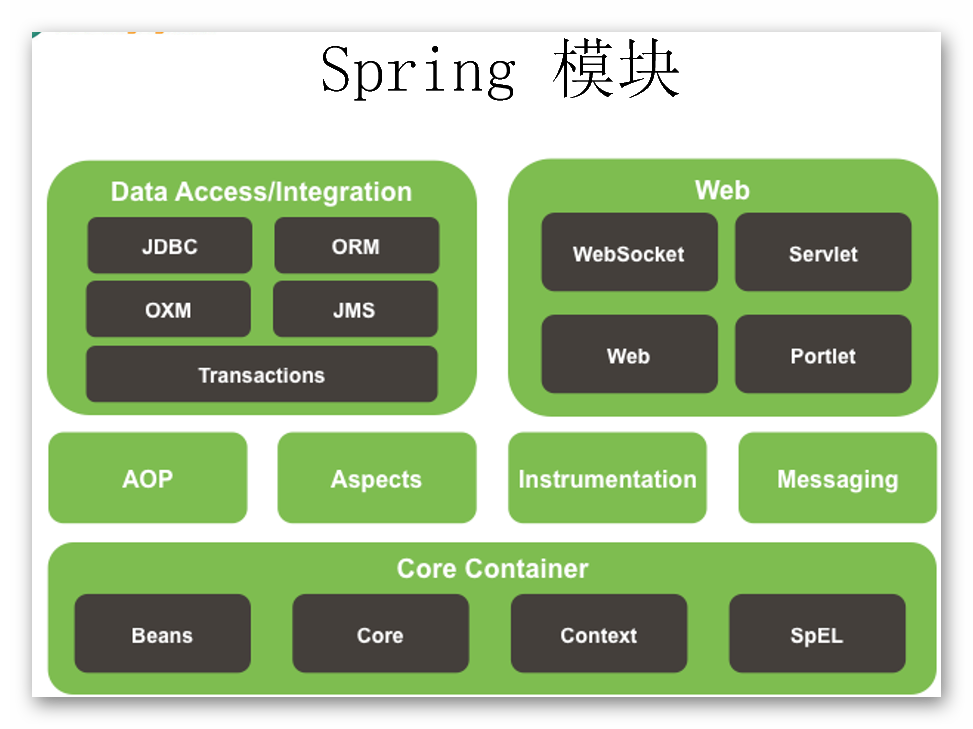 Spring 模块
Data Access/Integration
JDBC
ORM
OXM
JMS
Transactions
Web
WebSocket
Servlet
Web
Portlet
AOP
Aspects
Instrumentation
Messaging
Core Container
Beans
Core
Context
SpEL